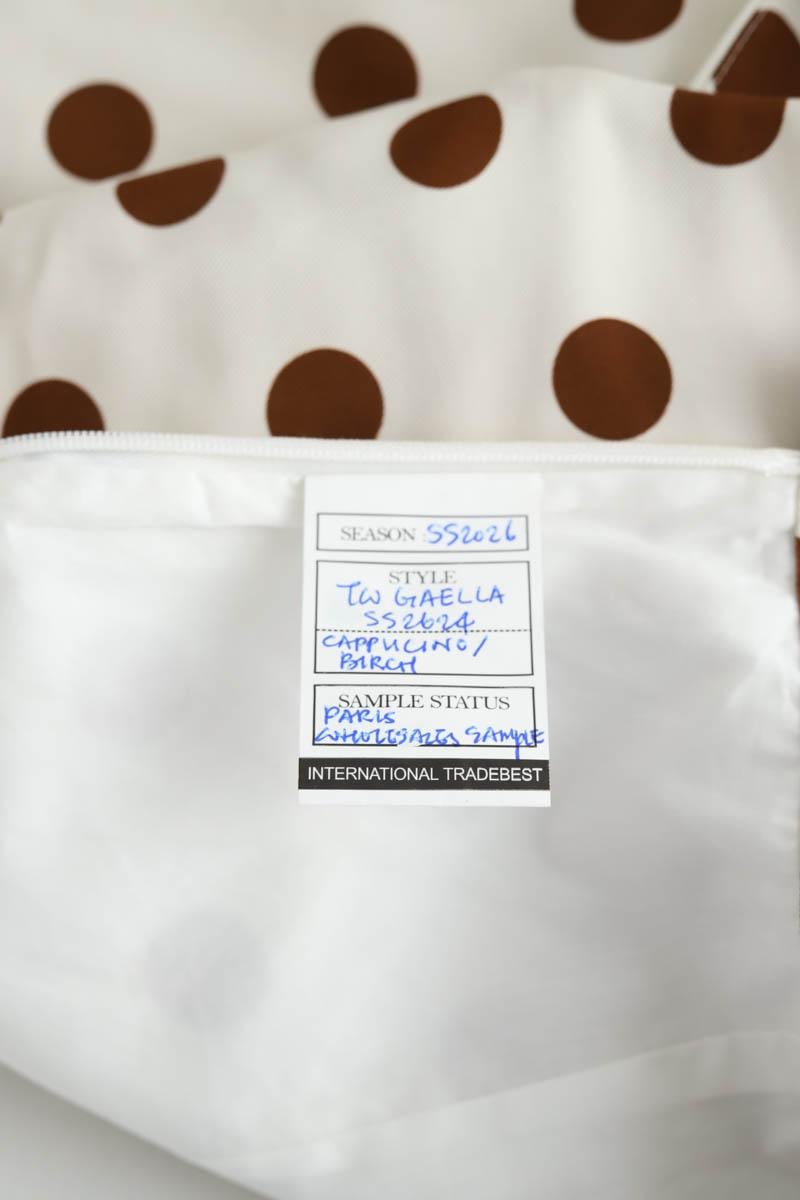 SEASON : SS2026
STYLE
TW GAELLA
SS2624
CAPPUCINO/
BIRCH
SAMPLE STATUS
PARIS
WHOLESALES SAMPLE
INTERNATIONAL TRADEBEST